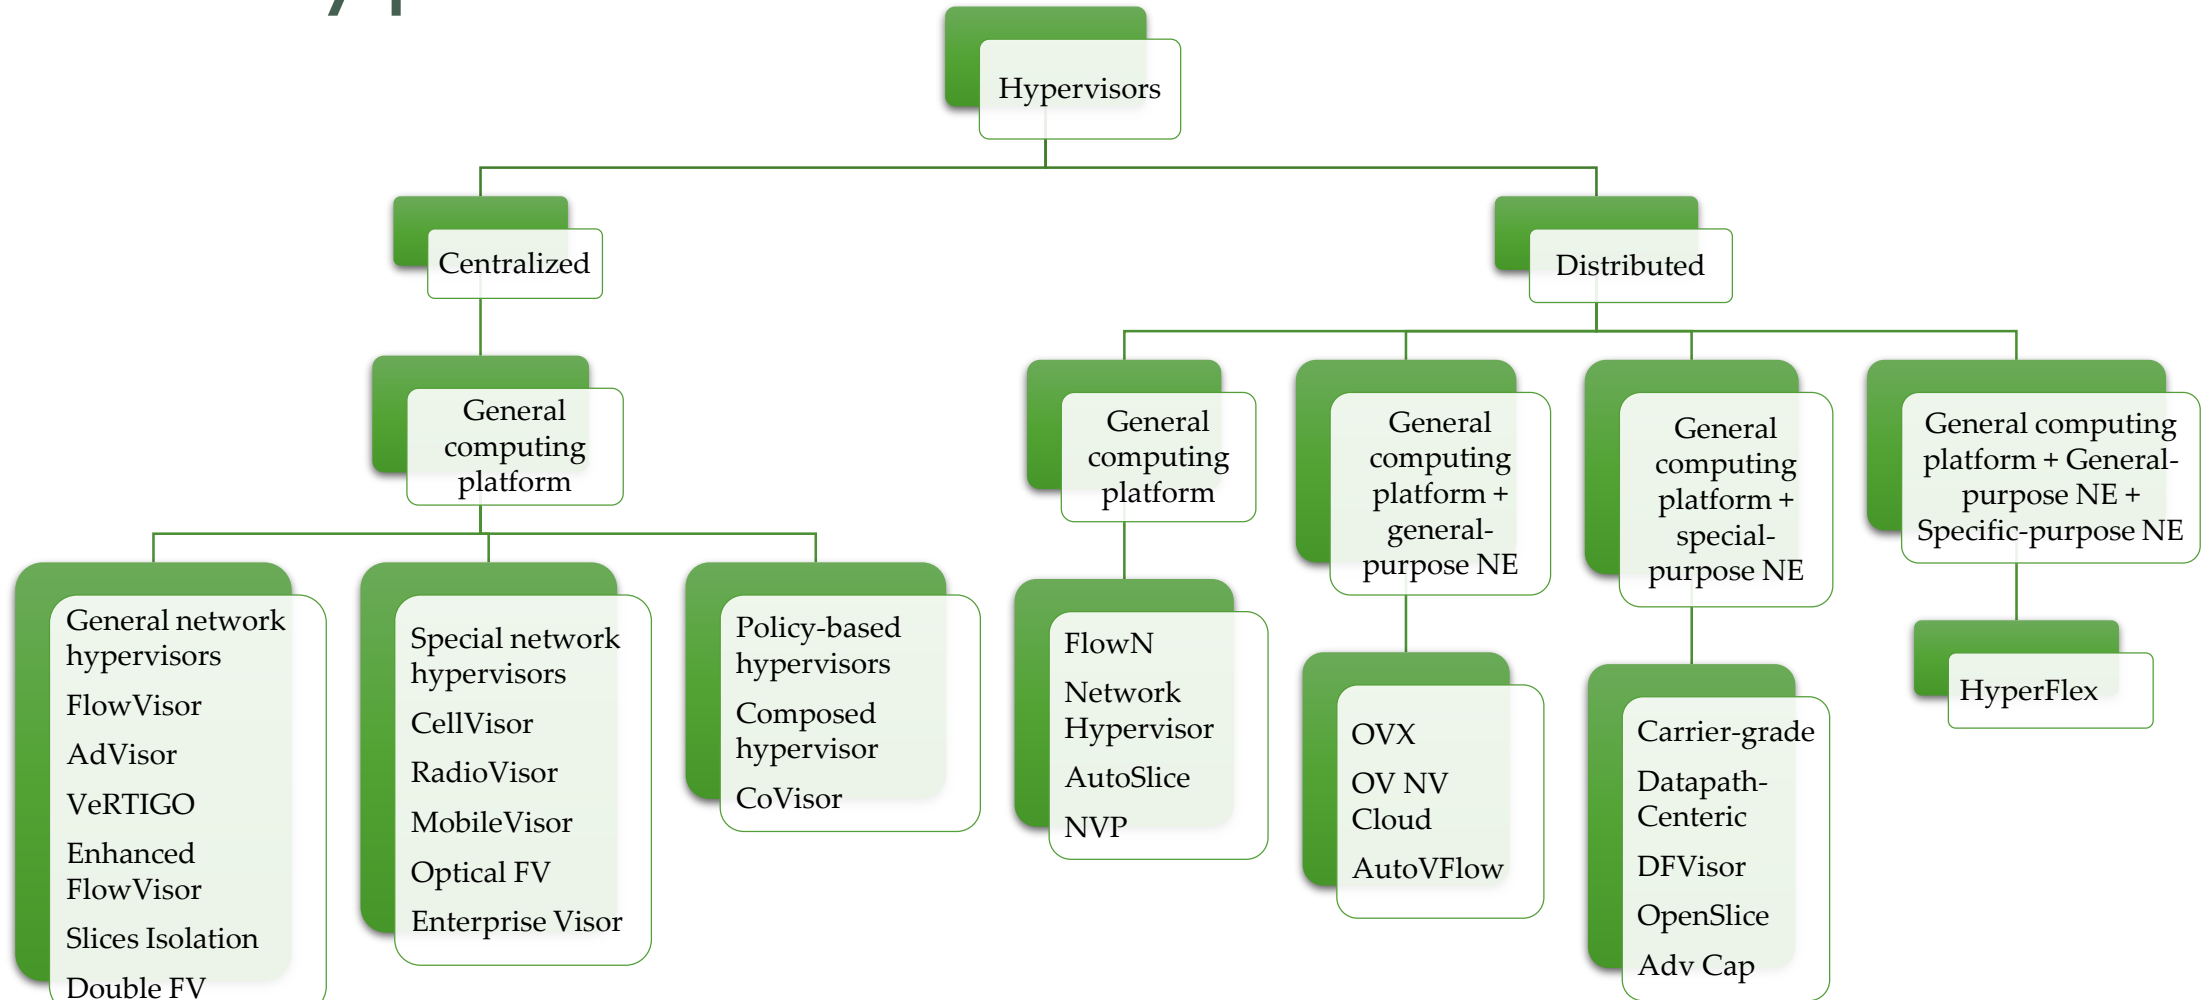 Hypervisors
Centralized
Distributed
General
computing
platform
General
computing
platform
General
computing
platform +
general-
purpose NE
General
computing
platform +
special-
purpose NE
General computing
platform + General-
purpose NE +
Specific-purpose NE
General network
hypervisors
FlowVisor
AdVisor
VeRTIGO
Enhanced
FlowVisor
Slices Isolation
Double FV
Special network
hypervisors
CellVisor
RadioVisor
MobileVisor
Optical FV
Enterprise Visor
Policy-based
hypervisors
Composed
hypervisor
CoVisor
FlowN
Network
Hypervisor
AutoSlice
NVP
OVX
OV NV
Cloud
AutoVFlow
Carrier-grade
Datapath-
Centeric
DFVisor
OpenSlice
Adv Cap
HyperFlex